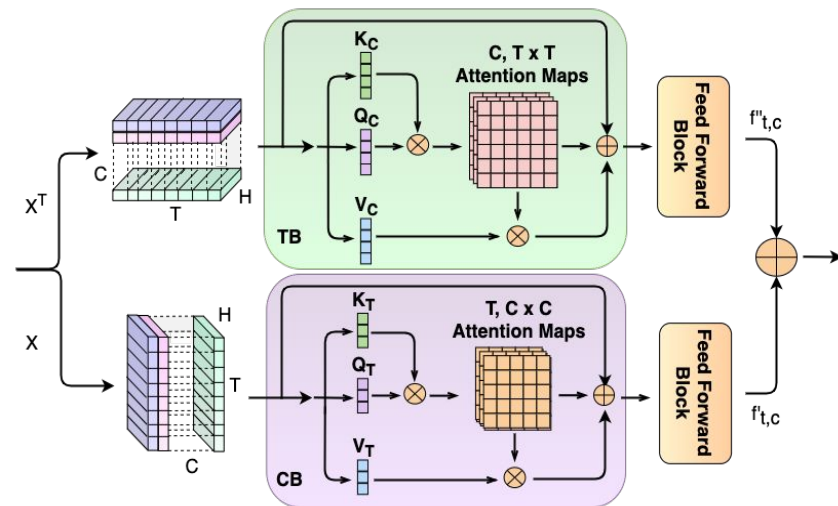 K_C
C, T x T
Attention Maps
Q_C
V_C
TB
Feed Forward
Block
f''t,c
C
H
T
X^T
X
K_T
T, C x C
Attention Maps
Q_T
V_T
CB
Feed Forward
Block
f't,c
H
T
C